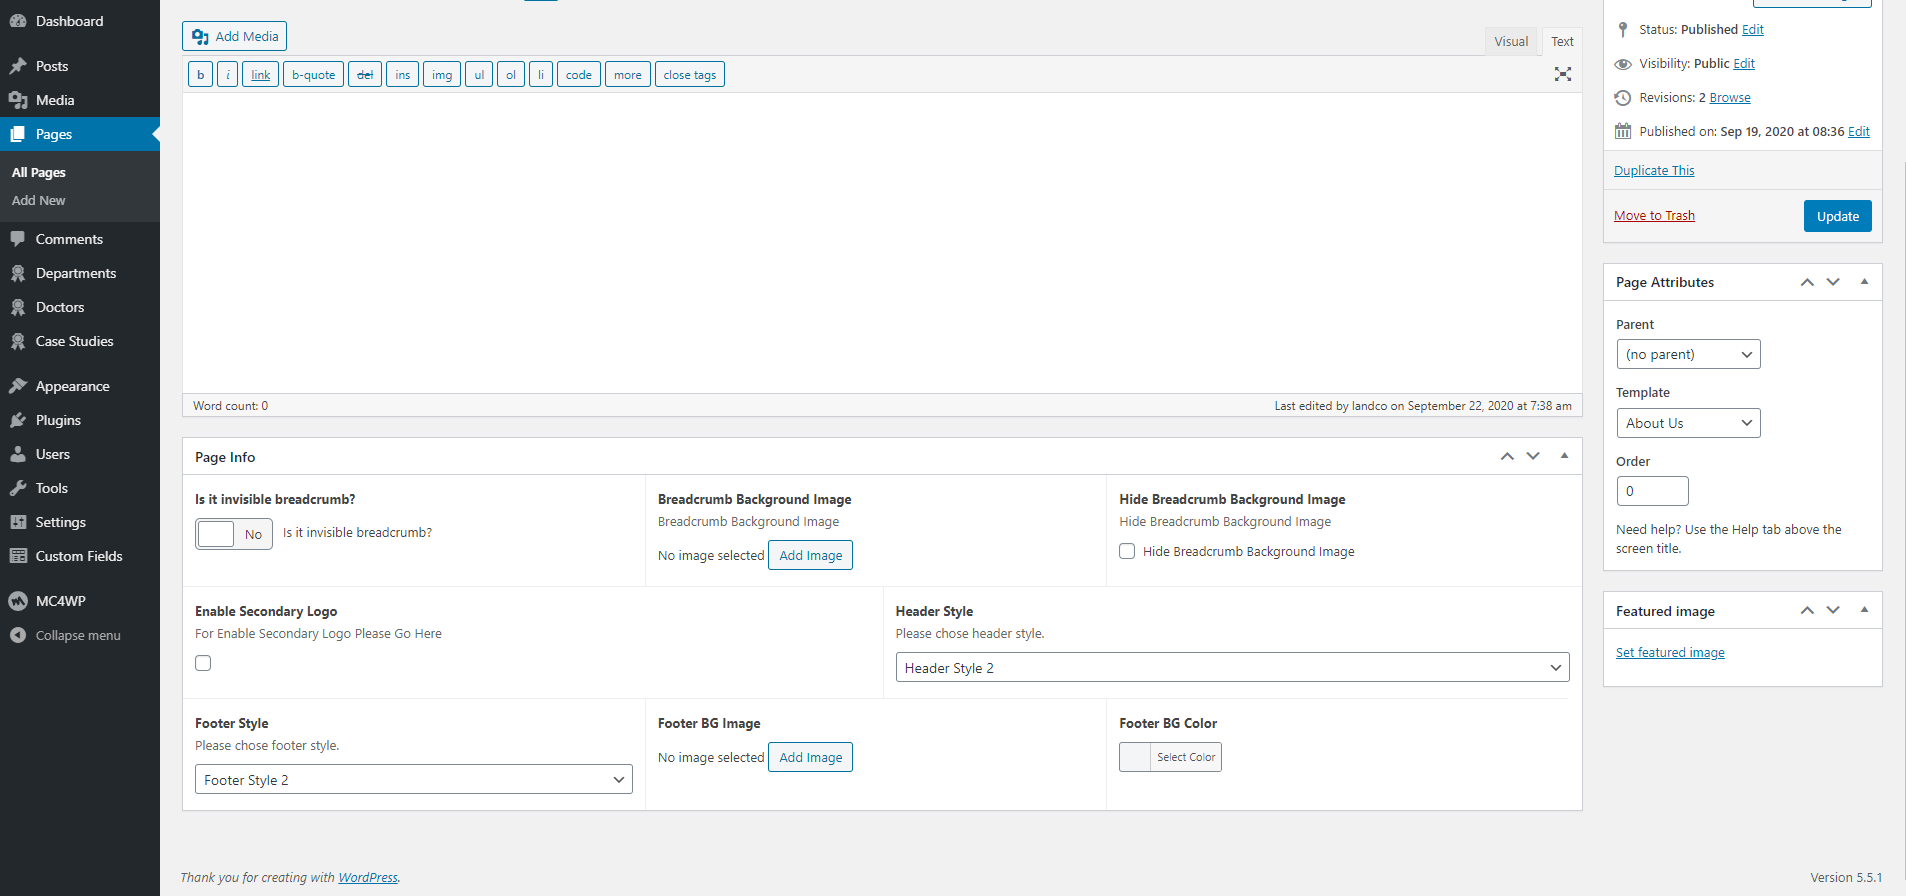 Dashboard
Posts
Media
Pages
All Pages
Add New
Comments
Departments
Doctors
Case Studies
Appearance
Plugins
Users
Tools
Settings
Custom Fields
MC4WP
Collapse menu
Add Media
Visual
Text
b
i
link
b-quote
del
ins
img
ul
ol
li
code
more
close tags
Word count: 0
Last edited by landco on September 22, 2020 at 7:38 am
Page Info
Is it invisible breadcrumb?
No
Is it invisible breadcrumb?
Breadcrumb Background Image
Breadcrumb Background Image
No image selected Add Image
Hide Breadcrumb Background Image
Hide Breadcrumb Background Image
Hide Breadcrumb Background Image
Enable Secondary Logo
For Enable Secondary Logo Please Go Here
Header Style
Please chose header style.
Header Style 2
Footer Style
Please chose footer style.
Footer Style 2
Footer BG Image
No image selected Add Image
Footer BG Color
Select Color
Status: Published Edit
Visibility: Public Edit
Revisions: 2 Browse
Published on: Sep 19, 2020 at 08:36 Edit
Duplicate This
Move to Trash
Update
Page Attributes
Parent
(no parent)
Template
About Us
Order
0
Need help? Use the Help tab above the
screen title.
Featured image
Set featured image
Thank you for creating with WordPress.
Version 5.5.1